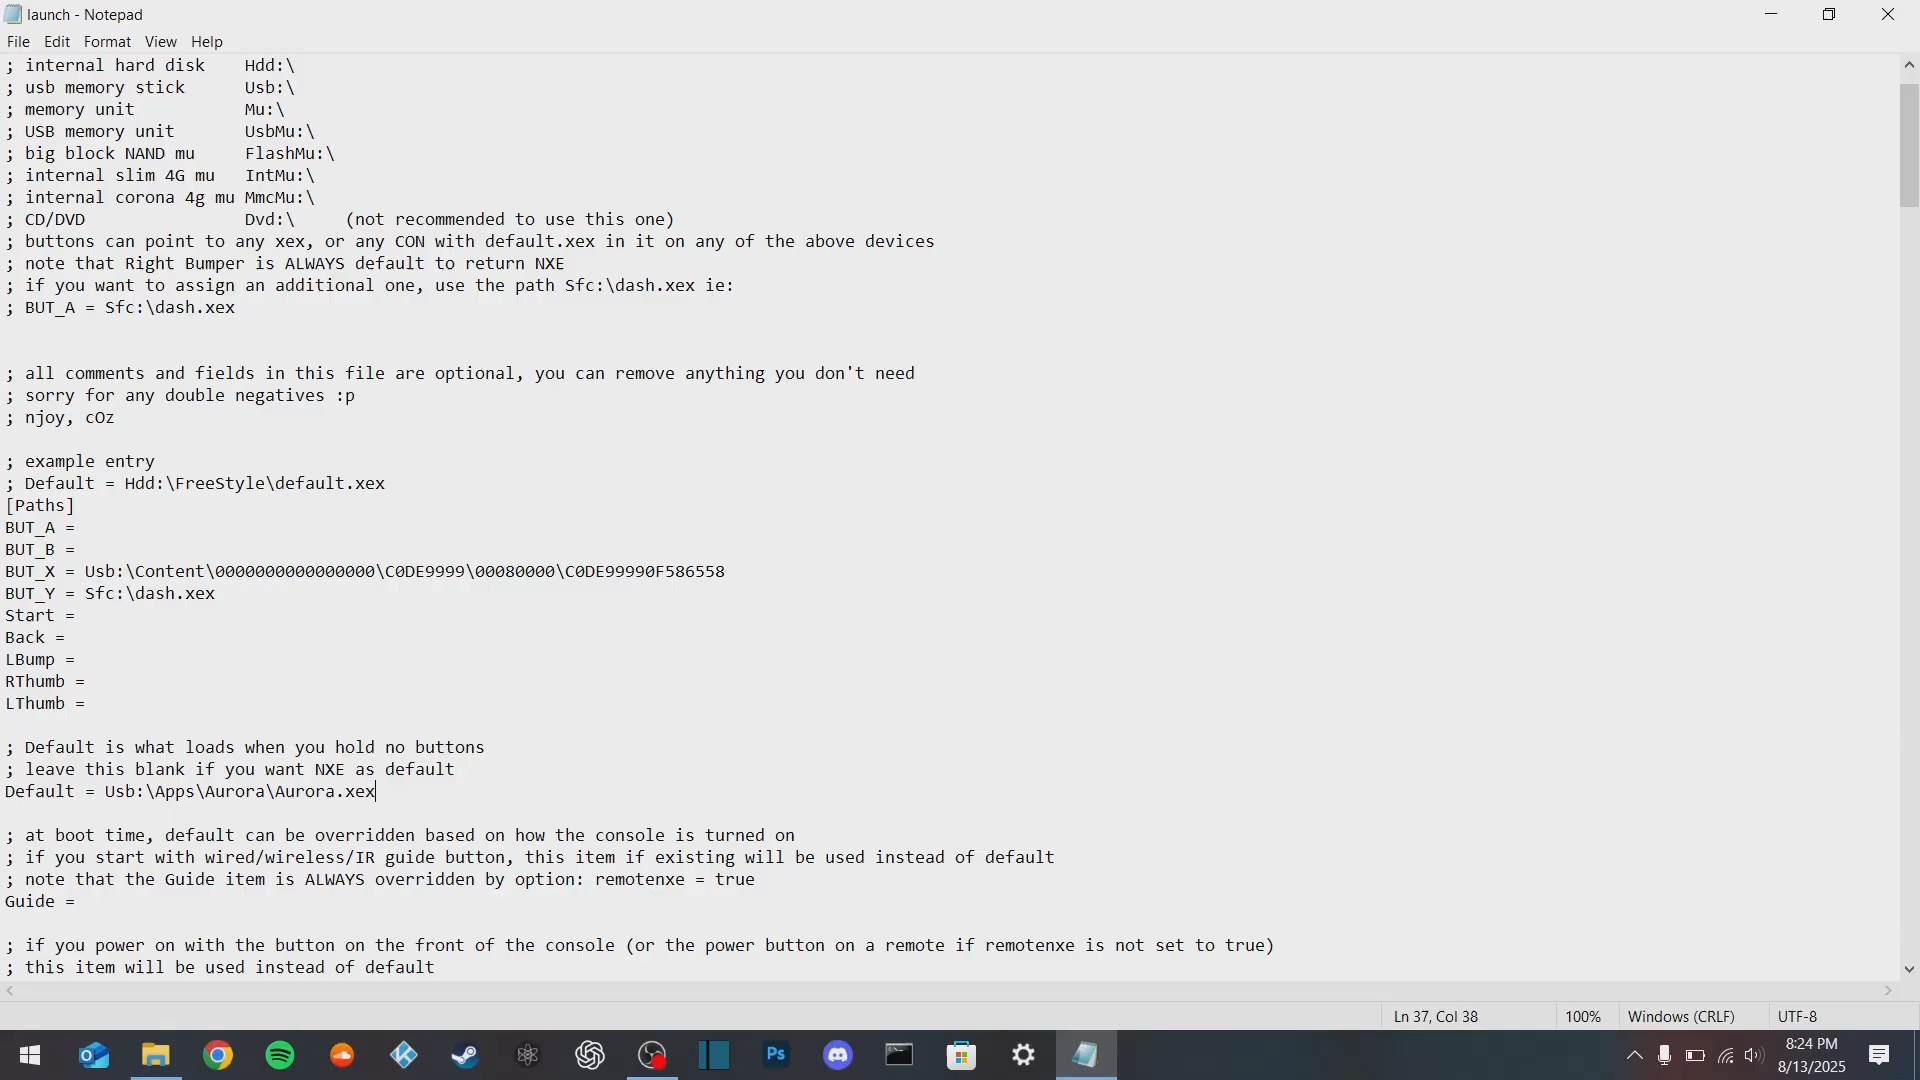 launch - Notepad
File Edit Format View Help
; internal hard disk    Hdd:\
; usb memory stick      Usb:\
; memory unit           Mu:\
; USB memory unit       UsbMu:\
; big block NAND mu     FlashMu:\
; internal slim 4G mu   IntMu:\
; internal corona 4g mu MmcMu:\
; CD/DVD                Dvd:\     (not recommended to use this one)
; buttons can point to any xex, or any CON with default.xex in it on any of the above devices
; note that Right Bumper is ALWAYS default to return NXE
; if you want to assign an additional one, use the path Sfc:\dash.xex ie:
; BUT_A = Sfc:\dash.xex
; all comments and fields in this file are optional, you can remove anything you don't need
; sorry for any double negatives :p
; njoy, cOz
; example entry
; Default = Hdd:\FreeStyle\default.xex
[Paths]
BUT_A =
BUT_B =
BUT_X = Usb:\Content\0000000000000000\C0DE9999\00080000\C0DE99990F586558
BUT_Y = Sfc:\dash.xex
Start =
Back =
LBump =
RThumb =
LThumb =
; Default is what loads when you hold no buttons
; leave this blank if you want NXE as default
Default = Usb:\Apps\Aurora\Aurora.xex
; at boot time, default can be overridden based on how the console is turned on
; if you start with wired/wireless/IR guide button, this item if existing will be used instead of default
; note that the Guide item is ALWAYS overridden by option: remotenxe = true
Guide =
; if you power on with the button on the front of the console (or the power button on a remote if remotenxe is not set to true)
; this item will be used instead of default
Ln 37, Col 38 100% Windows (CRLF) UTF-8
Ps
8:24 PM
8/13/2025